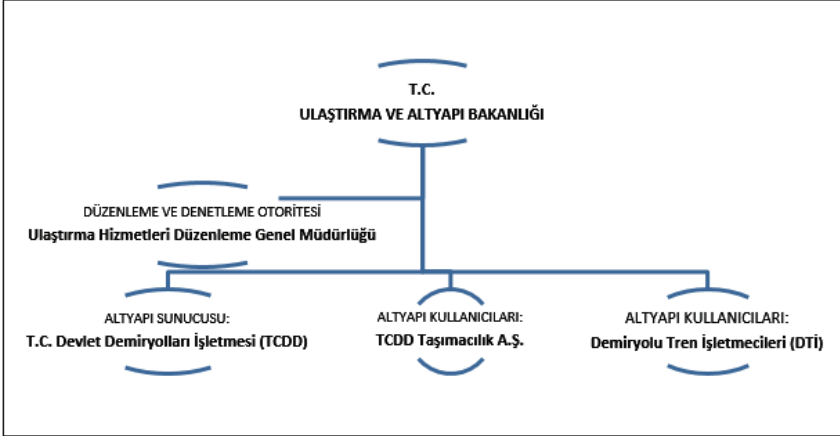 T.C.
ULAŞTIRMA VE ALTYAPI BAKANLIĞI
DÜZENLEME VE DENETLEME OTORİTESİ
Ulaştırma Hizmetleri Düzenleme Genel Müdürlüğü
ALTYAPI SUNUCUSU:
T.C. Devlet Demiryolları İşletmesi (TCDD)
ALTYAPI KULLANICILARI:
TCDD Taşımacılık A.Ş.
ALTYAPI KULLANICILARI:
Demiryolu Tren İşletmecileri (DTİ)